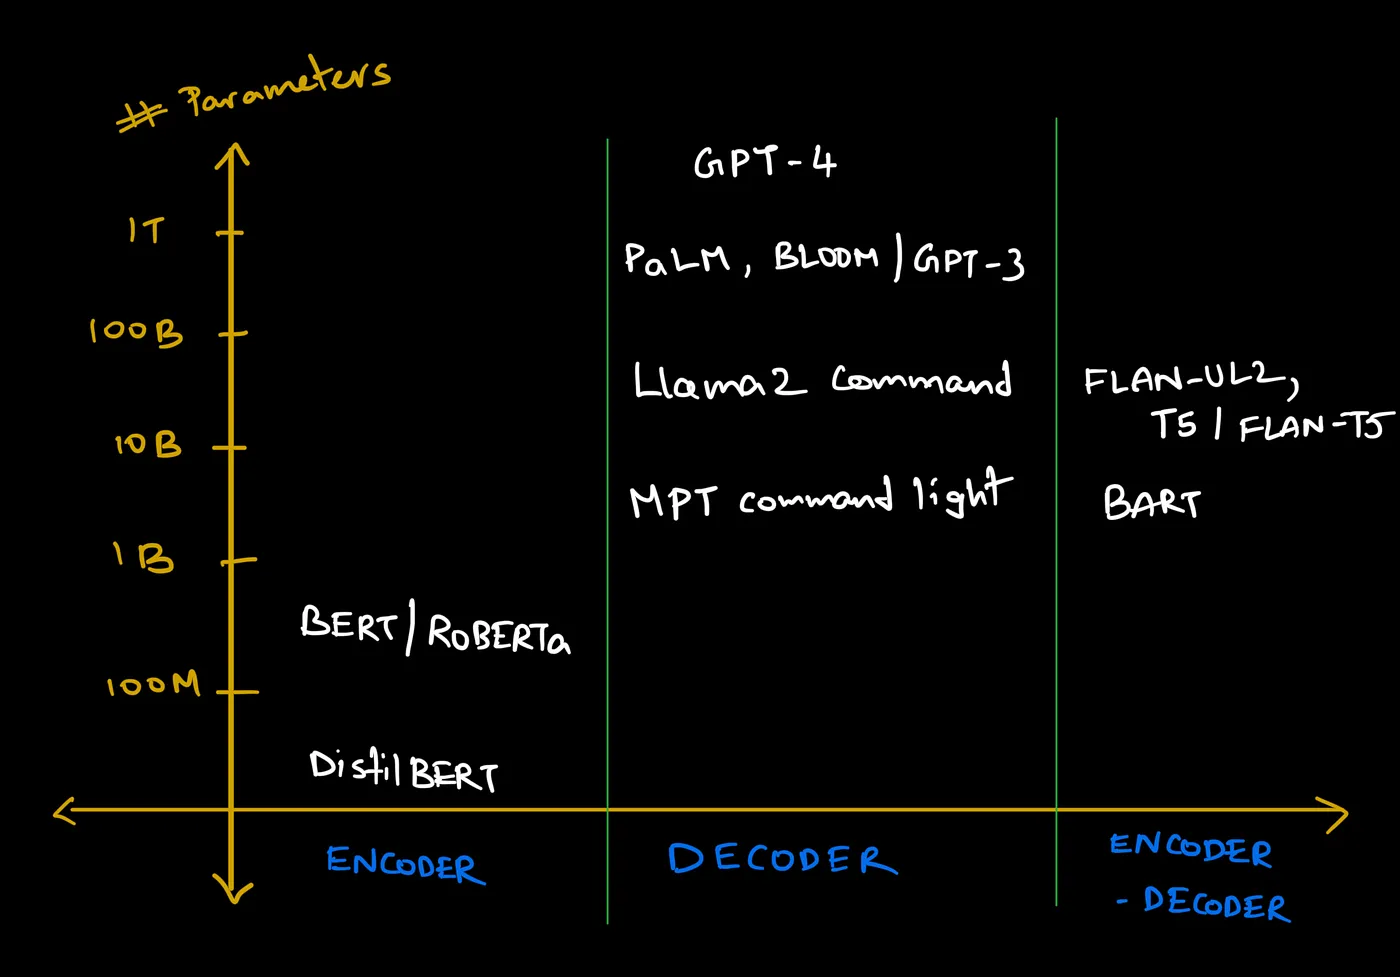 # Parameters
GPT-4
1T
PaLM, BLOOM/GPT-3
100B
Llama2 command
FLAN-UL2,
T5/FLAN-T5
10B
MPT command light
BART
1B
BERT/ROBERTa
100M
DistilBERT
ENCODER
DECODER
ENCODER
- DECODER